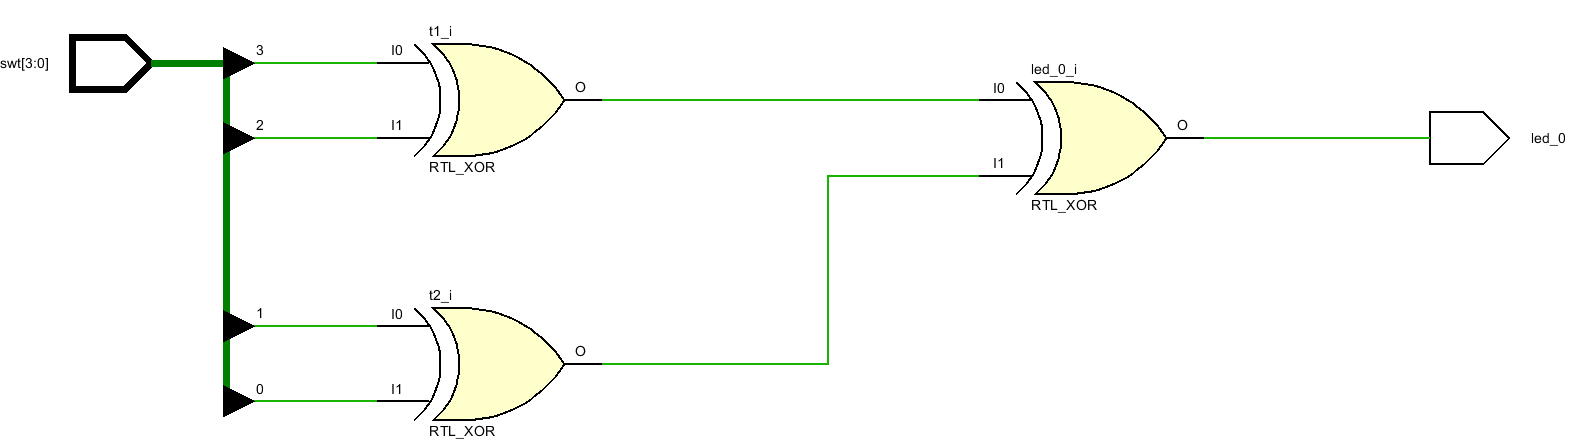 t1_i
swt[3:0]
3
I0
2
I1
O
RTL_XOR
led_0_i
I0
I1
O
RTL_XOR
led_0
t2_i
1
I0
0
I1
O
RTL_XOR